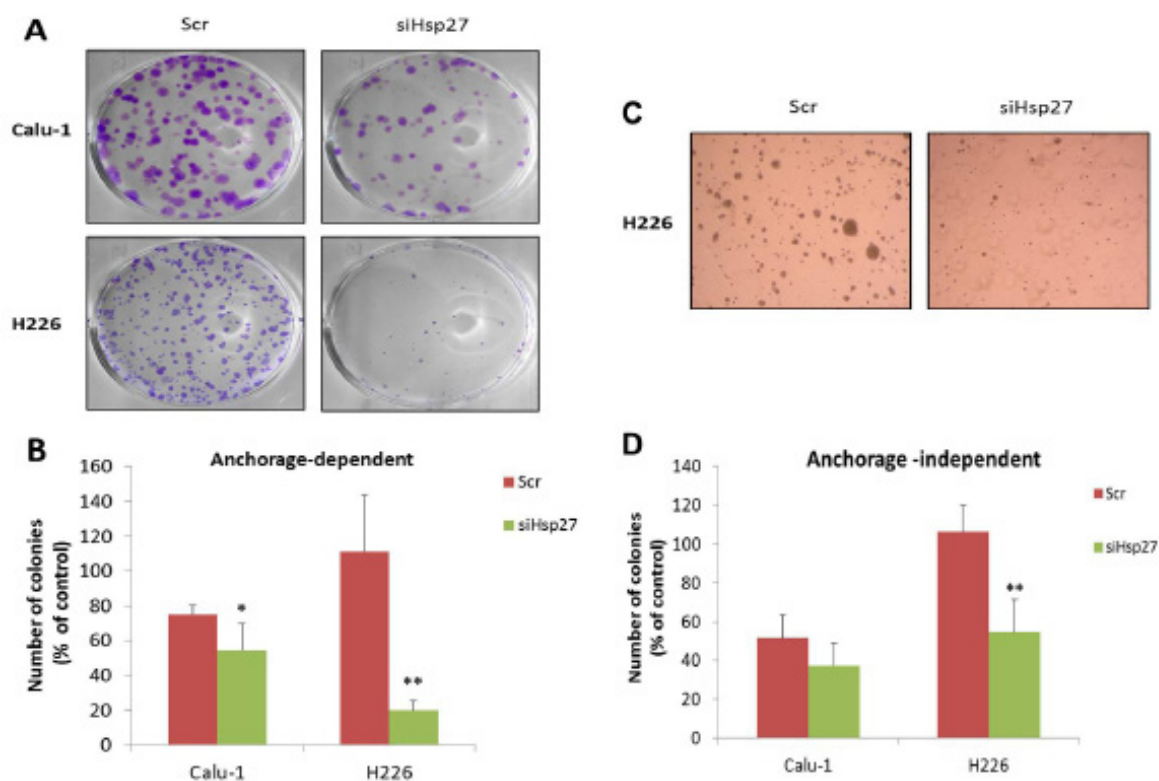 A
Scr
siHsp27
Calu-1
H226
C
Scr
siHsp27
H226
B
Anchorage-dependent
Number of colonies
(% of control)
160
140
120
100
80
60
40
20
0
Scr
siHsp27
*
**
Calu-1
H226
D
Anchorage -independent
Number of colonies
(% of control)
140
120
100
80
60
40
20
0
Scr
siHsp27
**
Calu-1
H226